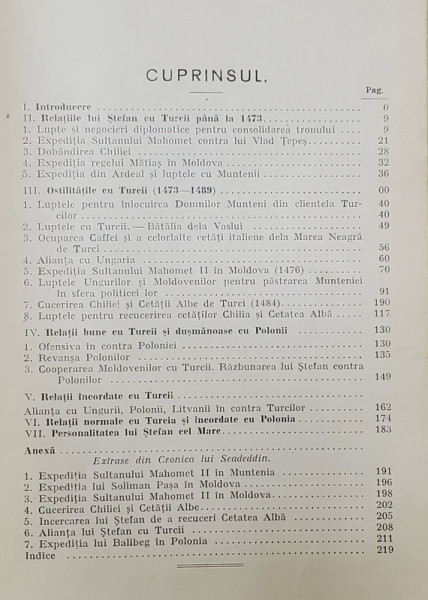 CUPRINSUL.
Pag.
I. Introducere 0
II. Relațiile lui Ștefan cu Turcii până la 1473 9
1. Lupte și negocieri diplomatice pentru consolidarea tronului 9
2. Expediția Sultanului Mahomet contra lui Vlad Țepeș 21
3. Dobândirea Chiliei 28
4. Expediția regelui Mătiaș în Moldova 32
5. Expediția din Ardeal și luptele cu Muntenii 36
III. Ostilitățile cu Turcii (1473—1489) 00
1. Luptele pentru înlocuirea Domnilor Munteni din clientela Tur-
cilor 40
40
2. Luptele cu Turcii. — Bătălia dela Vaslui 49
3. Ocuparea Caffei și a celorlalte cetăți italiene dela Marea Neagră
de Turci 56
4. Alianța cu Ungaria 60
5. Expediția Sultanului Mahomet II în Moldova (1476) 70
6. Luptele Ungurilor și Moldovenilor pentru păstrarea Munteniei
în sfera politicei lor 91
7. Cucerirea Chiliei și Cetății Albe de Turci (1484) 190
8. Luptele pentru recucerirea cetăților Chilia și Cetatea Albă 117
IV. Relații bune cu Turcii și dușmănoase cu Polonii 130
1. Ofensiva în contra Poloniei 130
2. Revanșa Polonilor 135
3. Cooperarea Moldovenilor cu Turcii. Răzbunarea lui Ștefan contra
Polonilor 149
V. Relații încordate cu Turcii
Alianța cu Ungurii, Polonii, Litvanii în contra Turcilor 162
VI. Relații normale cu Turcia și încordate cu Polonia 174
VII. Personalitatea lui Ștefan cel Mare 183
Anexă
Extrase din Cronica lui Seadeddin.
1. Expediția Sultanului Mahomet II în Muntenia 191
2. Expediția lui Soliman Pașa în Moldova 196
3. Expediția Sultanului Mahomet II în Moldova 198
4. Cucerirea Chiliei și Cetății Albe 202
5. Incercarea lui Ștefan de a recuceri Cetatea Albă 205
6. Alianța lui Ștefan cu Turcii 208
7. Expediția lui Balibeg în Polonia 211
Indice 219